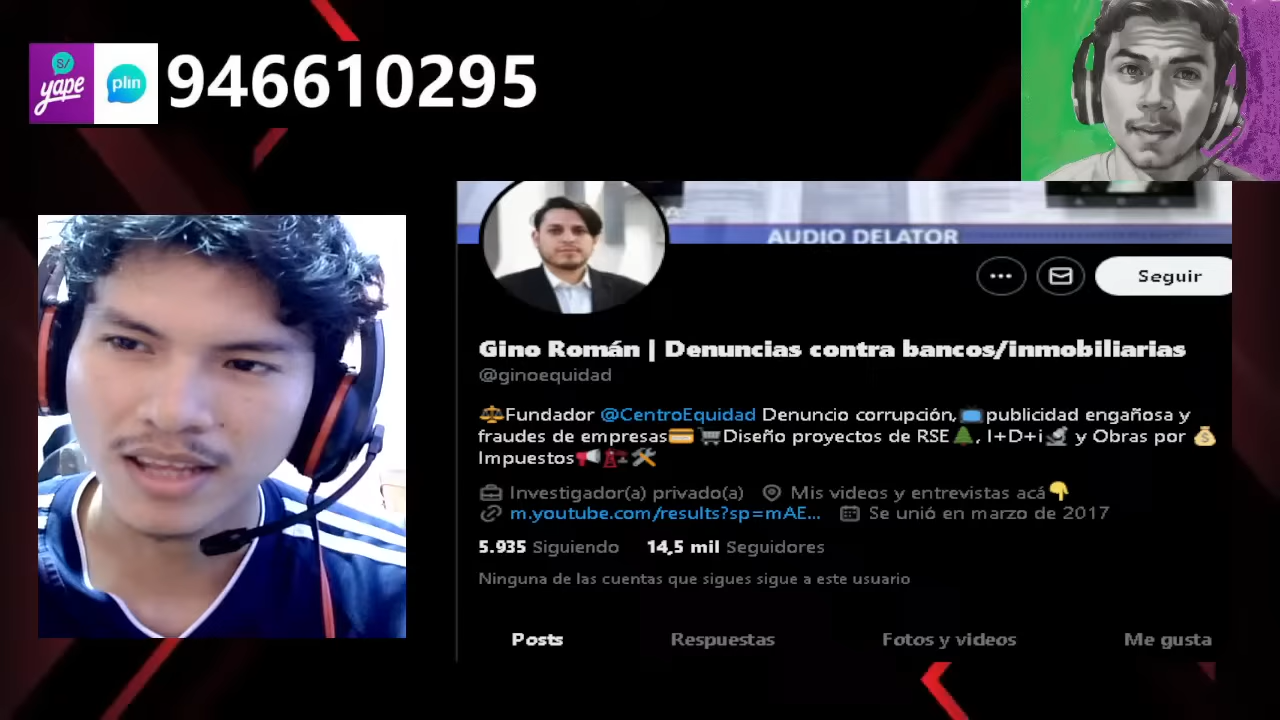 S/
yape
plin
946610295
AUDIO DELATOR
Seguir
Gino Román | Denuncias contra bancos/inmobiliarias
@ginoequidad
⚖️Fundador @CentroEquidad Denuncio corrupción,📺publicidad engañosa y
fraudes de empresas💳🛒Diseño proyectos de RSE🌲, I+D+i🔬 y Obras por 💰
Impuestos📢🏗️🛠️
Investigador(a) privado(a) Mis videos y entrevistas acá👇
m.youtube.com/results?sp=mAE... Se unió en marzo de 2017
5.935 Siguiendo 14,5 mil Seguidores
Ninguna de las cuentas que sigues sigue a este usuario
Posts Respuestas Fotos y videos Me gusta